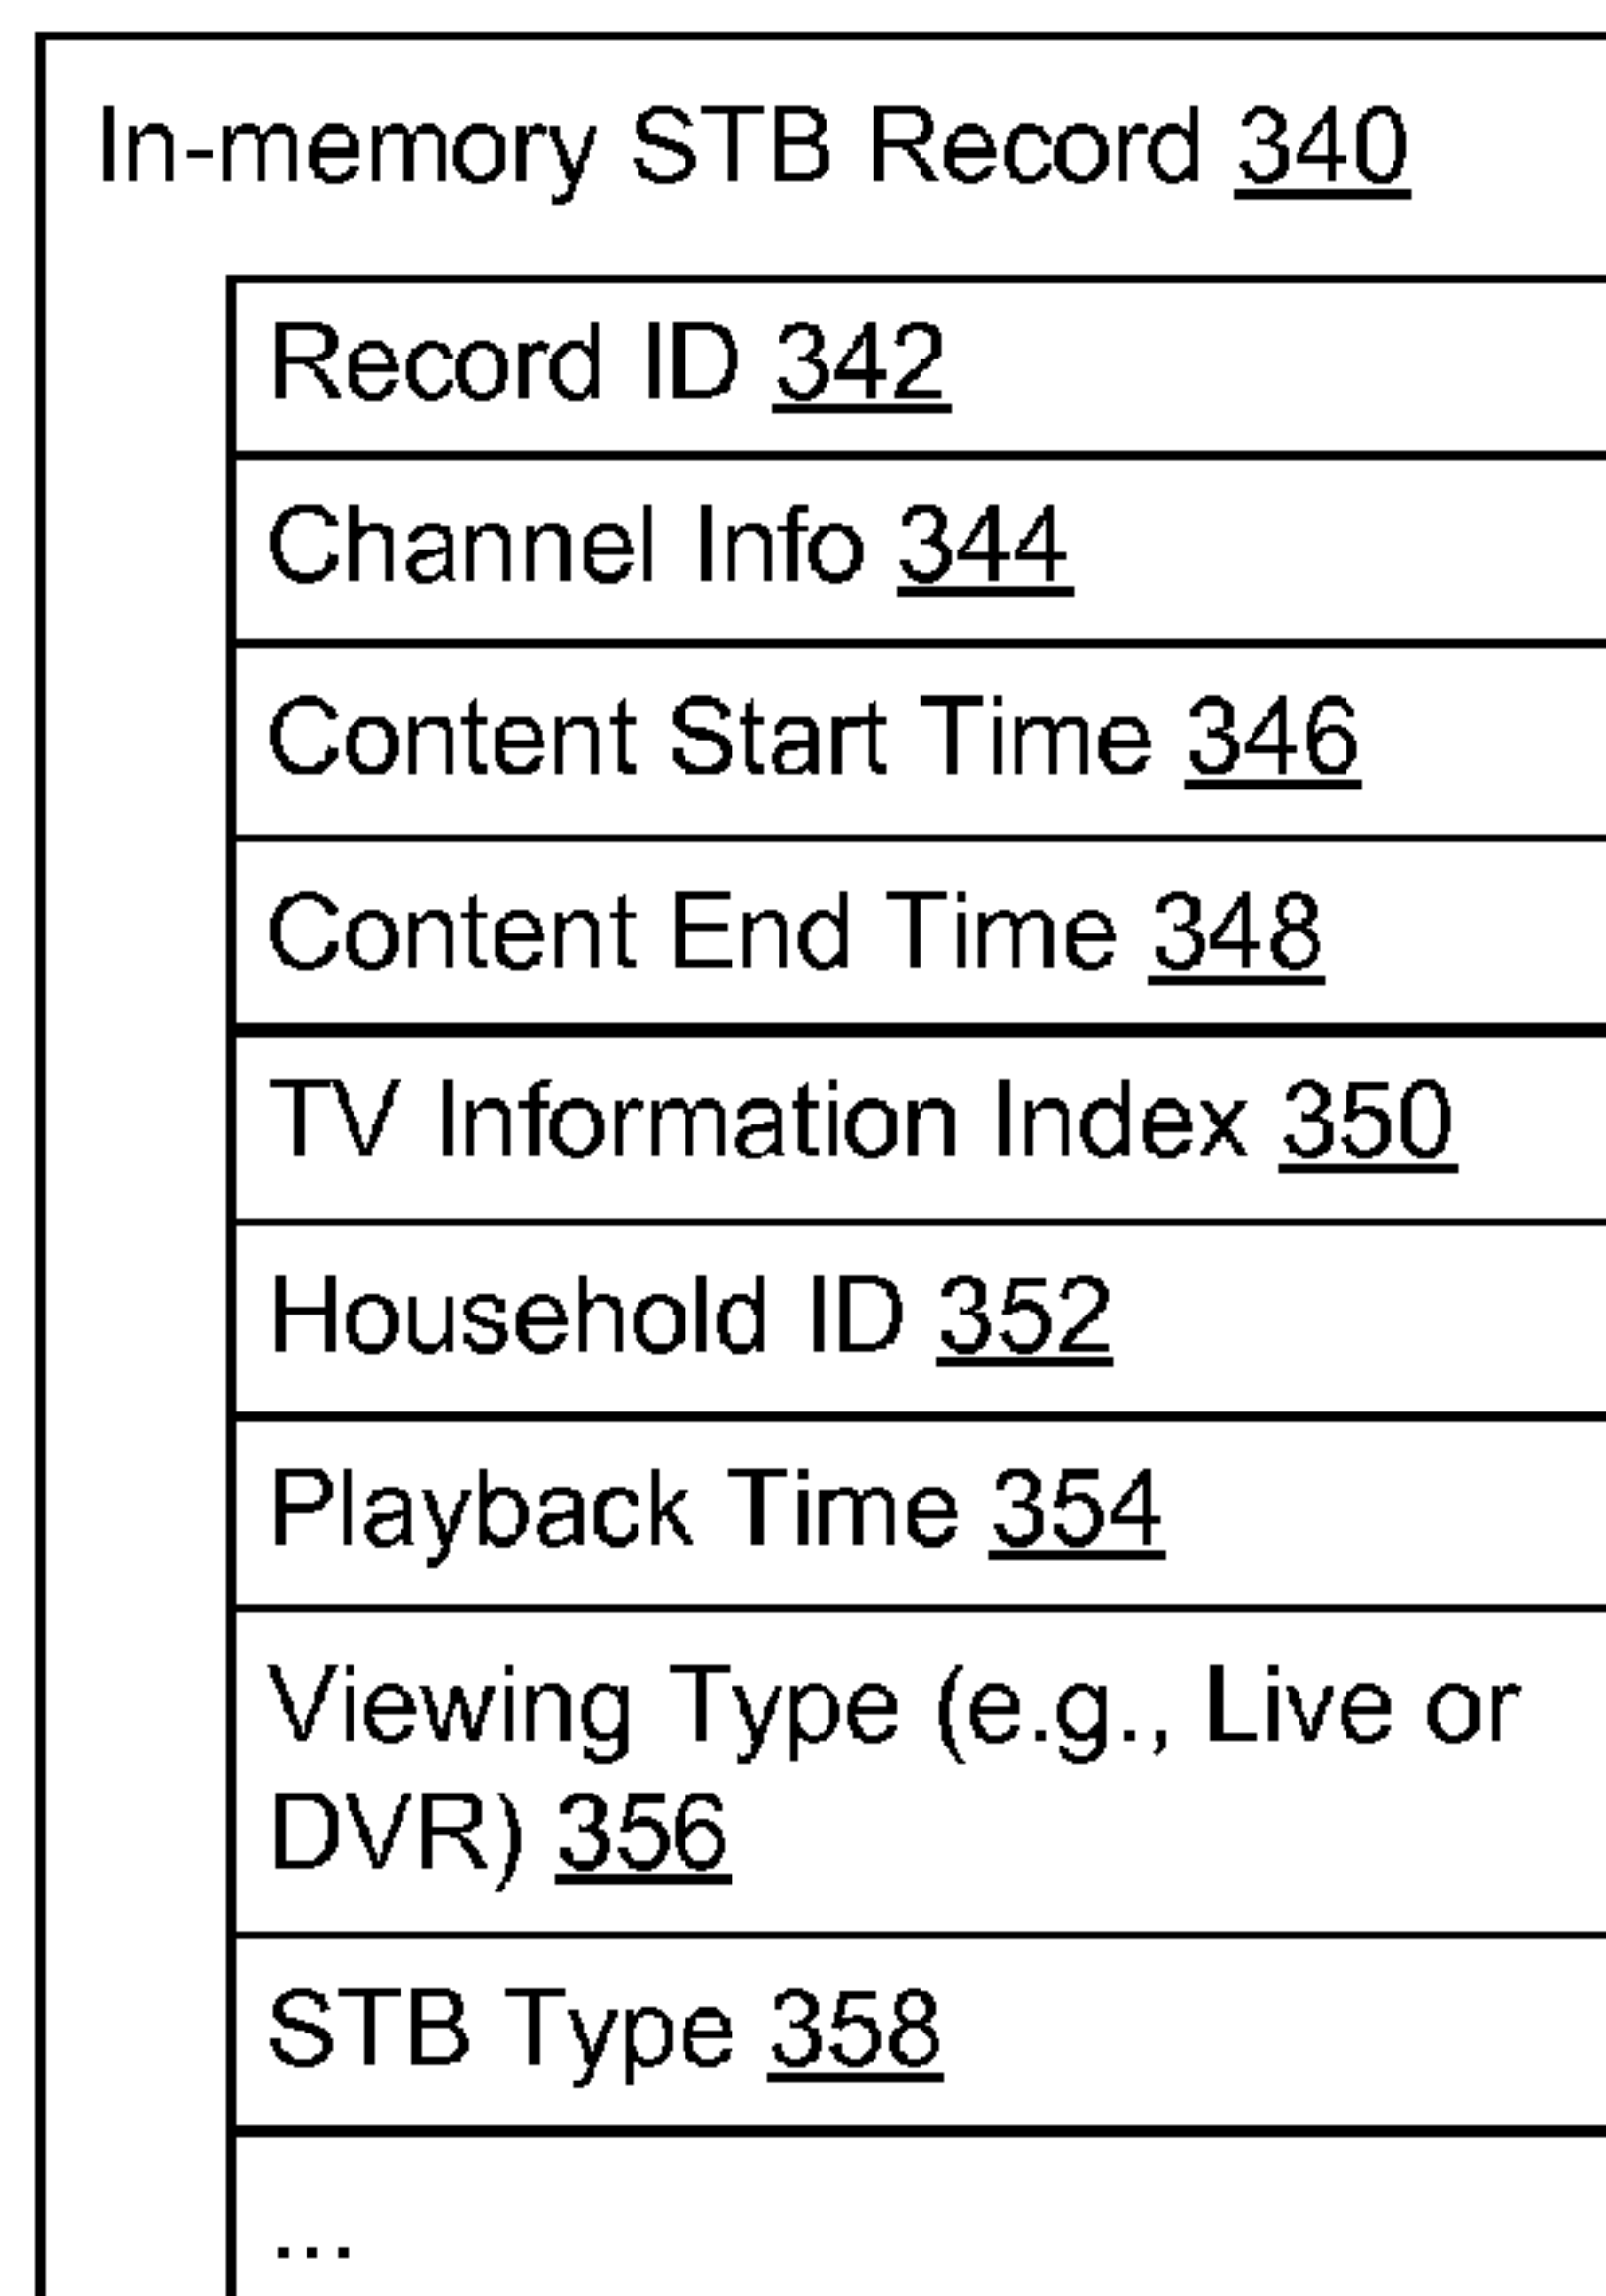 In-memory STB Record 340
Record ID 342
Channel Info 344
Content Start Time 346
Content End Time 348
TV Information Index 350
Household ID 352
Playback Time 354
Viewing Type (e.g., Live or
DVR) 356
STB Type 358
...